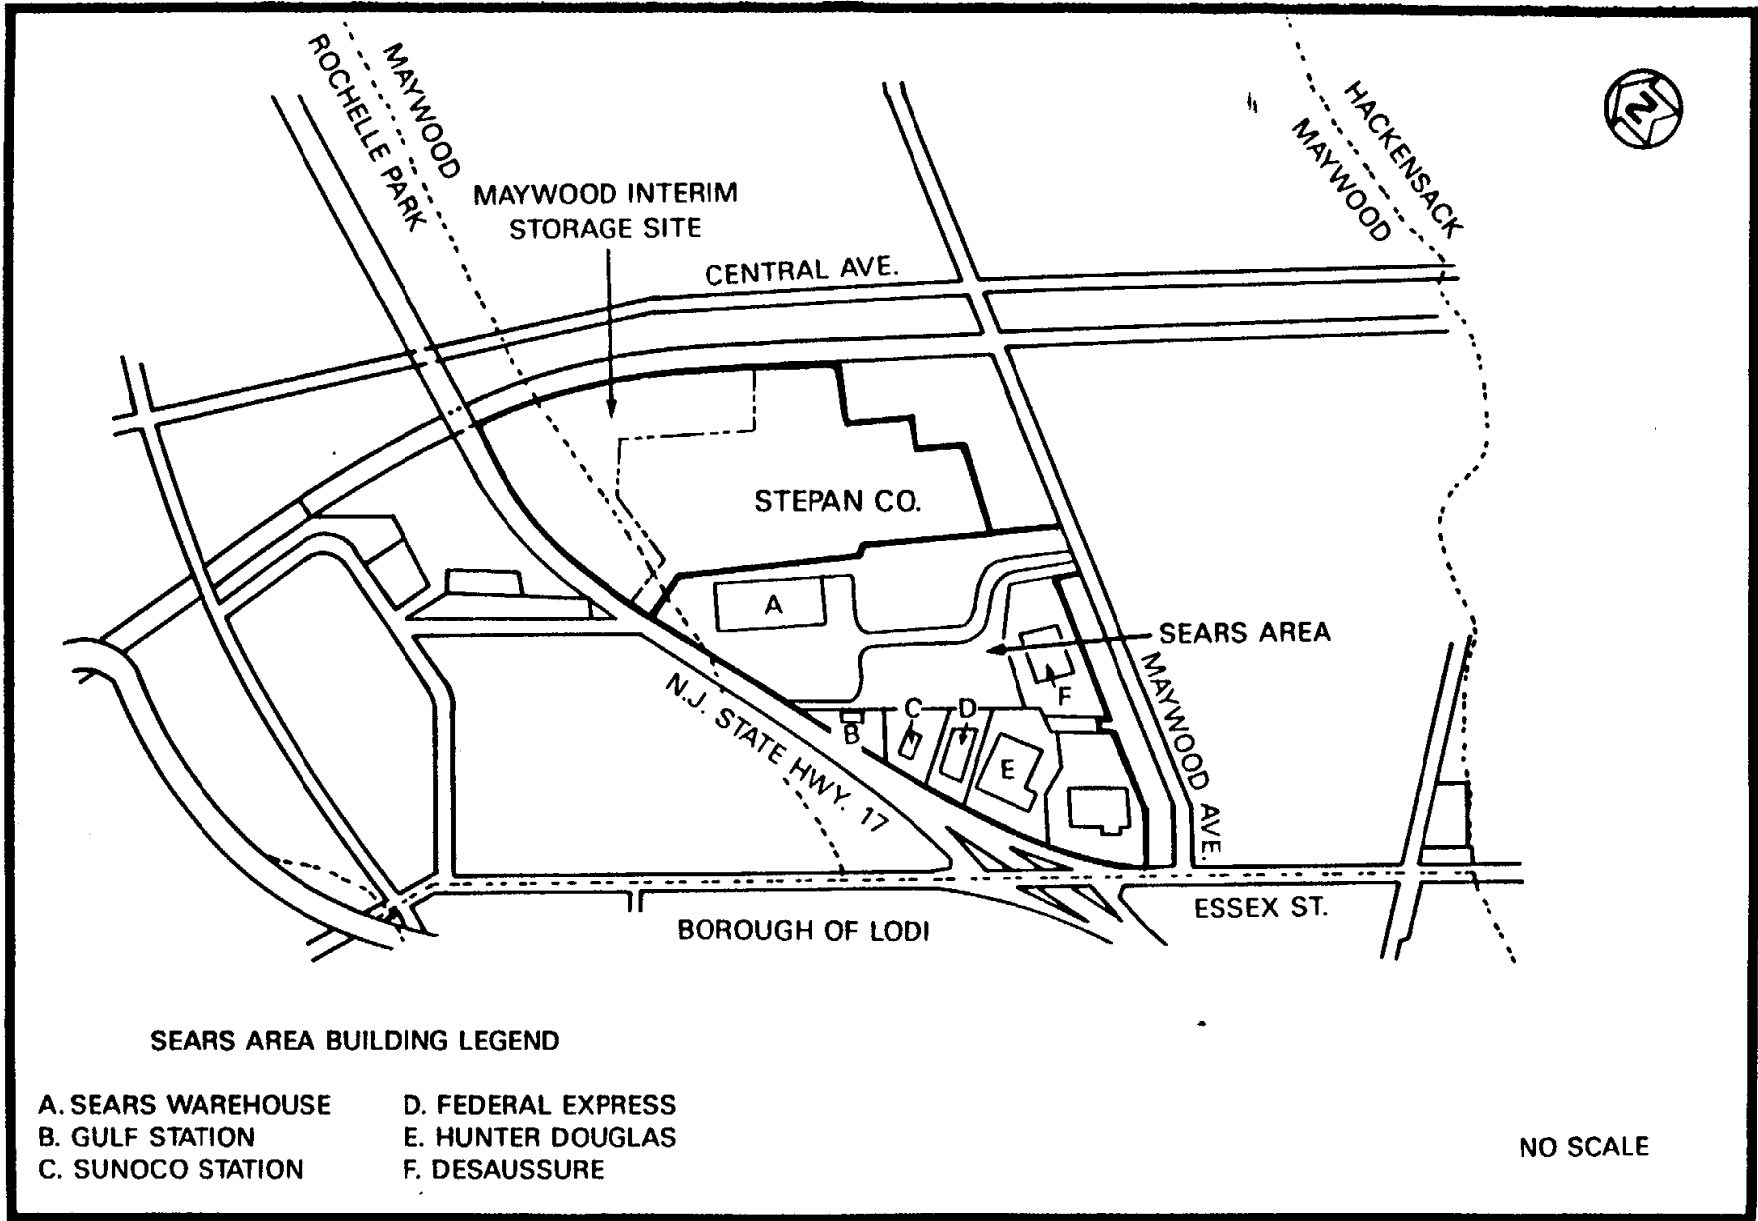 MAYWOOD
ROCHELLE PARK
HACKENSACK
MAYWOOD
N
MAYWOOD INTERIM
STORAGE SITE
CENTRAL AVE.
STEPAN CO.
A
SEARS AREA
F
C
D
B
E
MAYWOOD AVE.
N.J. STATE HWY. 17
ESSEX ST.
BOROUGH OF LODI
SEARS AREA BUILDING LEGEND
A. SEARS WAREHOUSE
B. GULF STATION
C. SUNOCO STATION
D. FEDERAL EXPRESS
E. HUNTER DOUGLAS
F. DESAUSSURE
NO SCALE